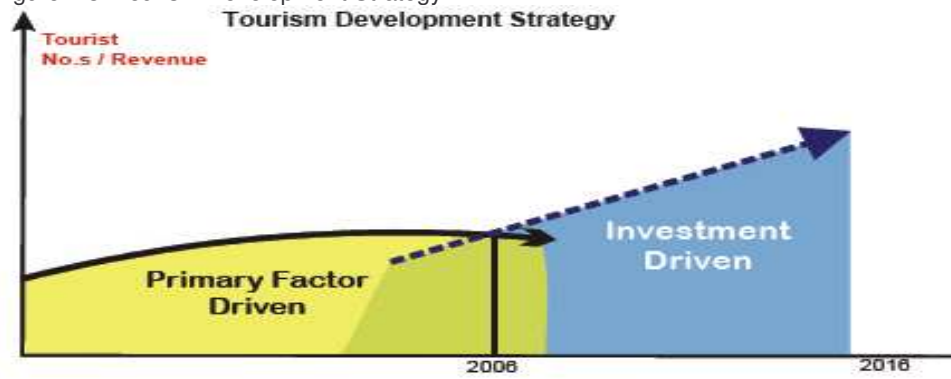 Tourism Development Strategy
Tourist
No.s / Revenue
Investment
Driven
Primary Factor
Driven
2006
2016